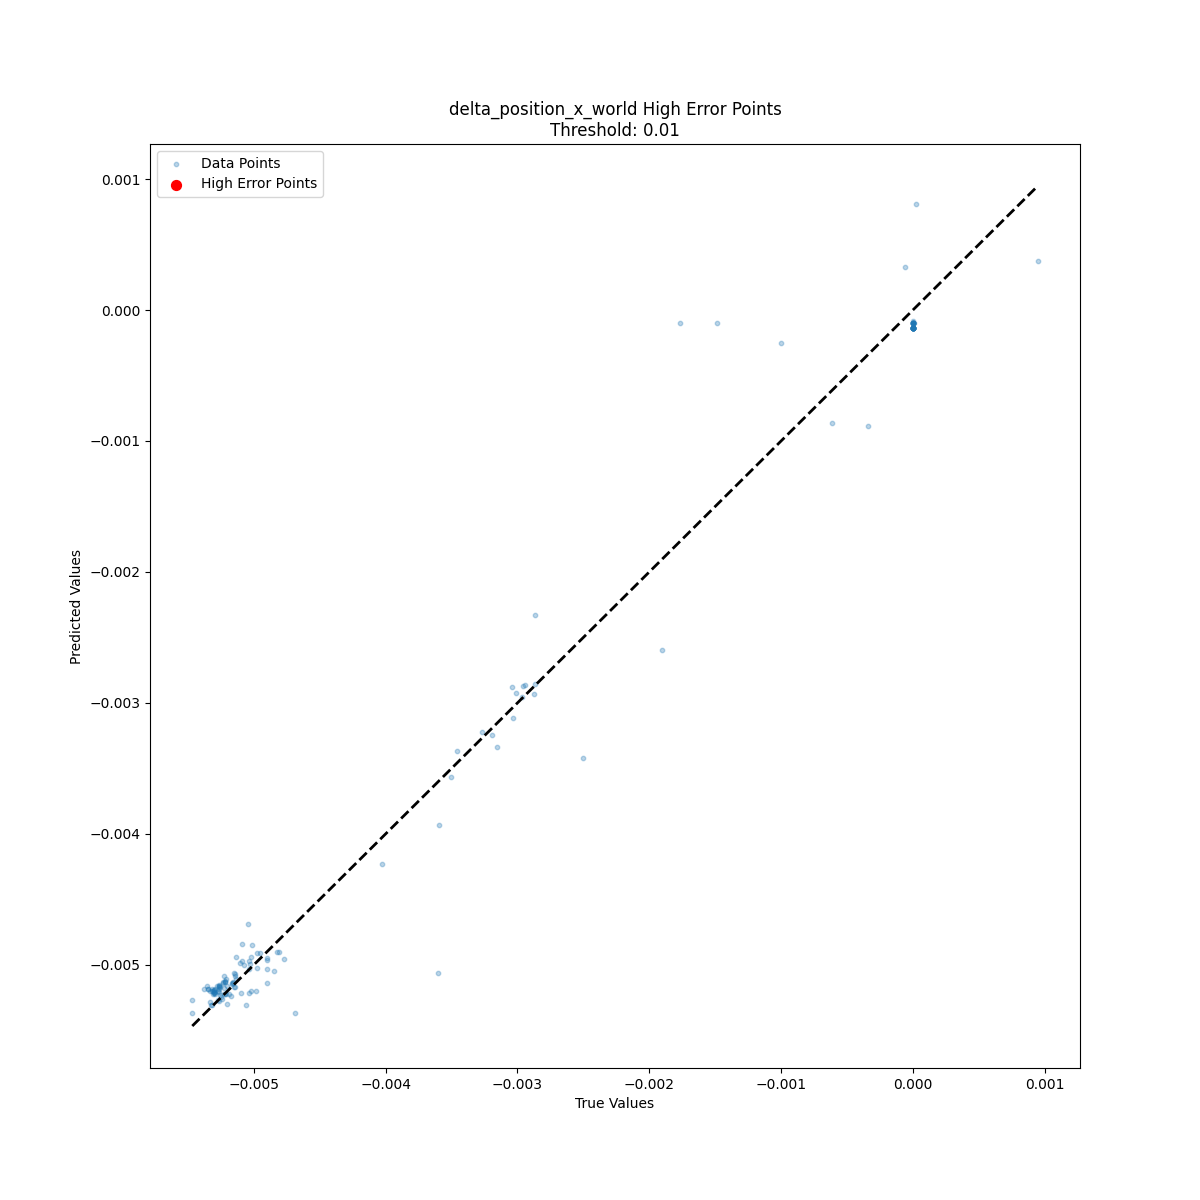 delta_position_x_world High Error Points
Threshold: 0.01
Data Points
High Error Points
0.001
0.000
−0.001
−0.002
−0.003
−0.004
−0.005
Predicted Values
−0.005 −0.004 −0.003 −0.002 −0.001 0.000 0.001
True Values